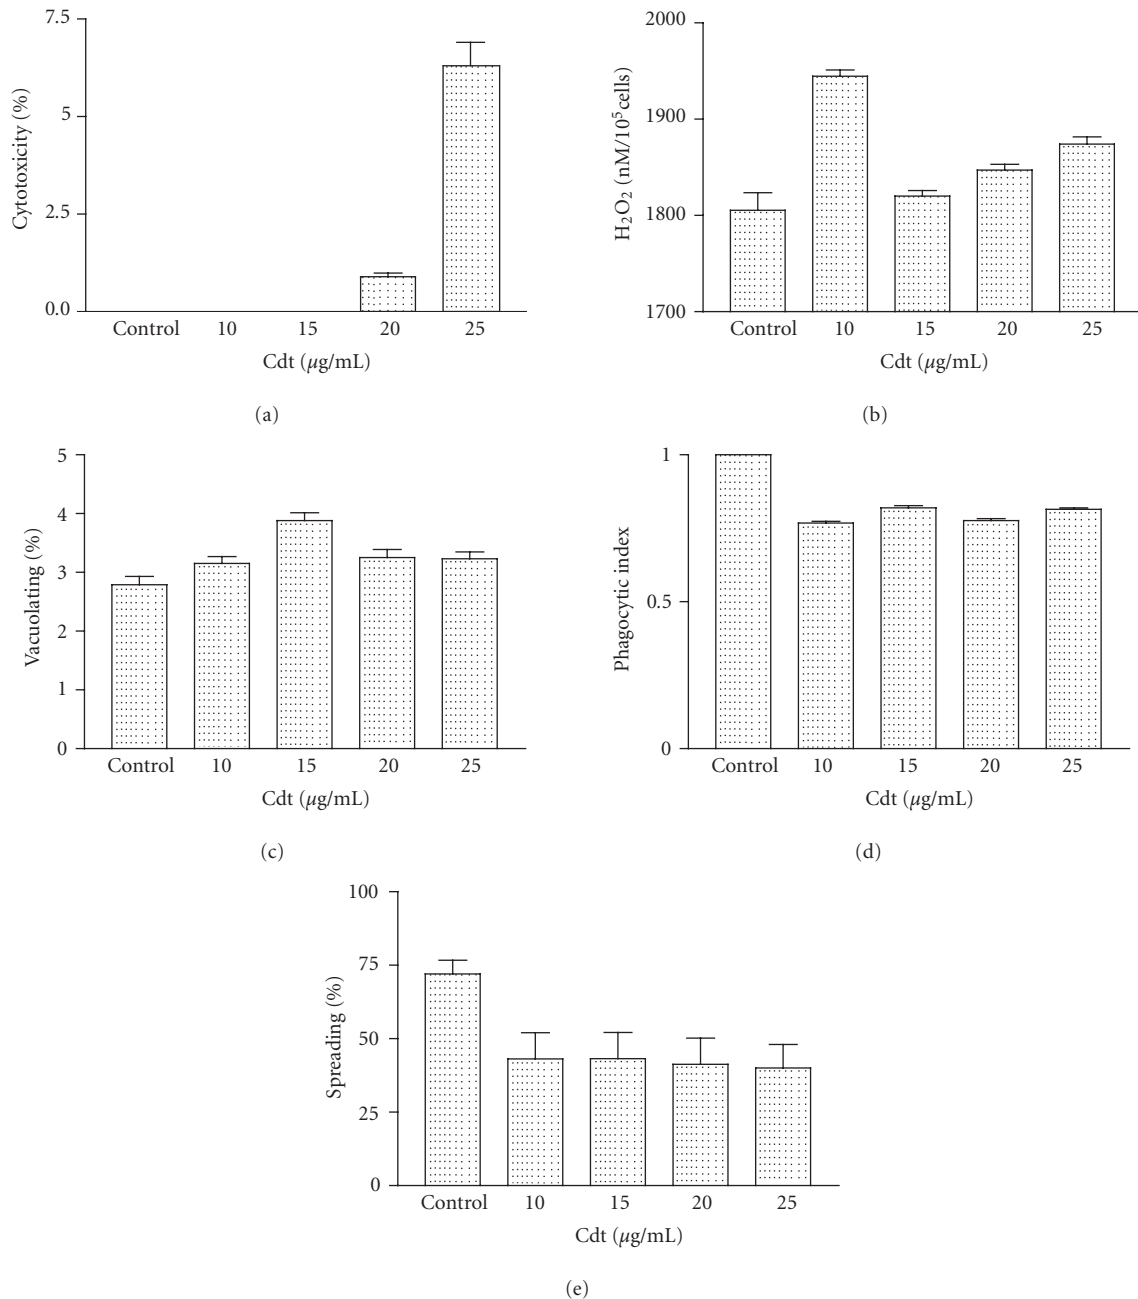 7.5
5
2.5
0.0
Cytotoxicity (%)
Control 10 15 20 25
Cdt (µg/mL)
(a)
2000
1900
1800
1700
H₂O₂ (nM/10⁵cells)
Control 10 15 20 25
Cdt (µg/mL)
(b)
5
4
3
2
1
0
Vacuolating (%)
Control 10 15 20 25
Cdt (µg/mL)
(c)
1
0.5
0
Phagocytic index
Control 10 15 20 25
Cdt (µg/mL)
(d)
100
75
50
25
0
Spreading (%)
Control 10 15 20 25
Cdt (µg/mL)
(e)